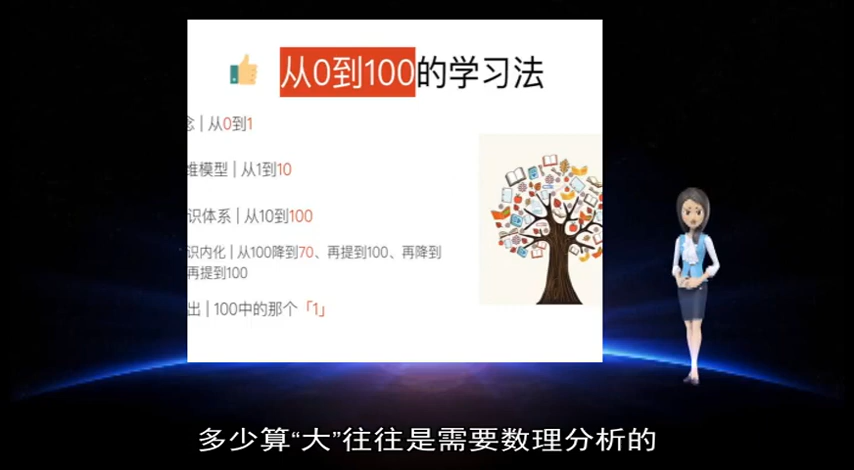 从0到100的学习法
念 | 从0到1
维模型 | 从1到10
识体系 | 从10到100
识内化 | 从100降到70、再提到100、再降到
再提到100
出 | 100中的那个「1」
多少算“大”往往是需要数理分析的